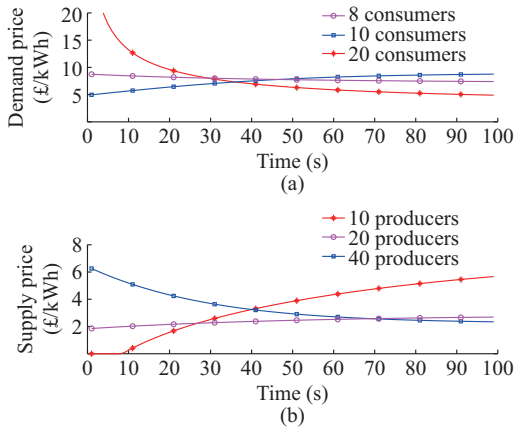 20
15
10
5
8 consumers
10 consumers
20 consumers
Demand price
(£/kWh)
0 10 20 30 40 50 60 70 80 90 100
Time (s)
(a)
10 producers
20 producers
40 producers
8
6
4
2
Supply price
(£/kWh)
0 10 20 30 40 50 60 70 80 90 100
Time (s)
(b)